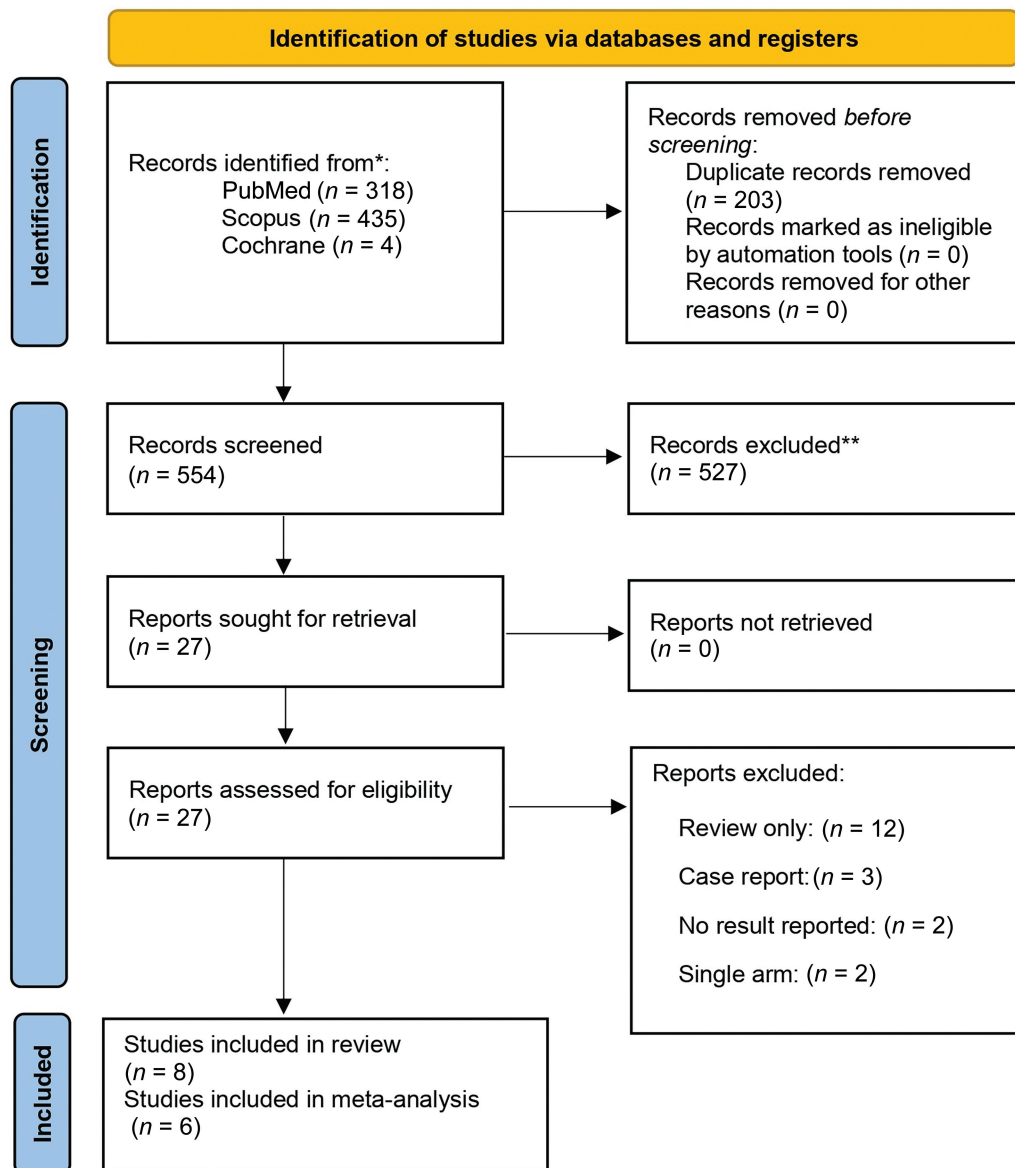 Identification of studies via databases and registers
Identification
Records identified from*:
PubMed (n = 318)
Scopus (n = 435)
Cochrane (n = 4)
Records removed before
screening:
Duplicate records removed
(n = 203)
Records marked as ineligible
by automation tools (n = 0)
Records removed for other
reasons (n = 0)
Screening
Records screened
(n = 554)
Records excluded**
(n = 527)
Reports sought for retrieval
(n = 27)
Reports not retrieved
(n = 0)
Reports assessed for eligibility
(n = 27)
Reports excluded:
Review only: (n = 12)
Case report: (n = 3)
No result reported: (n = 2)
Single arm: (n = 2)
Included
Studies included in review
(n = 8)
Studies included in meta-analysis
(n = 6)